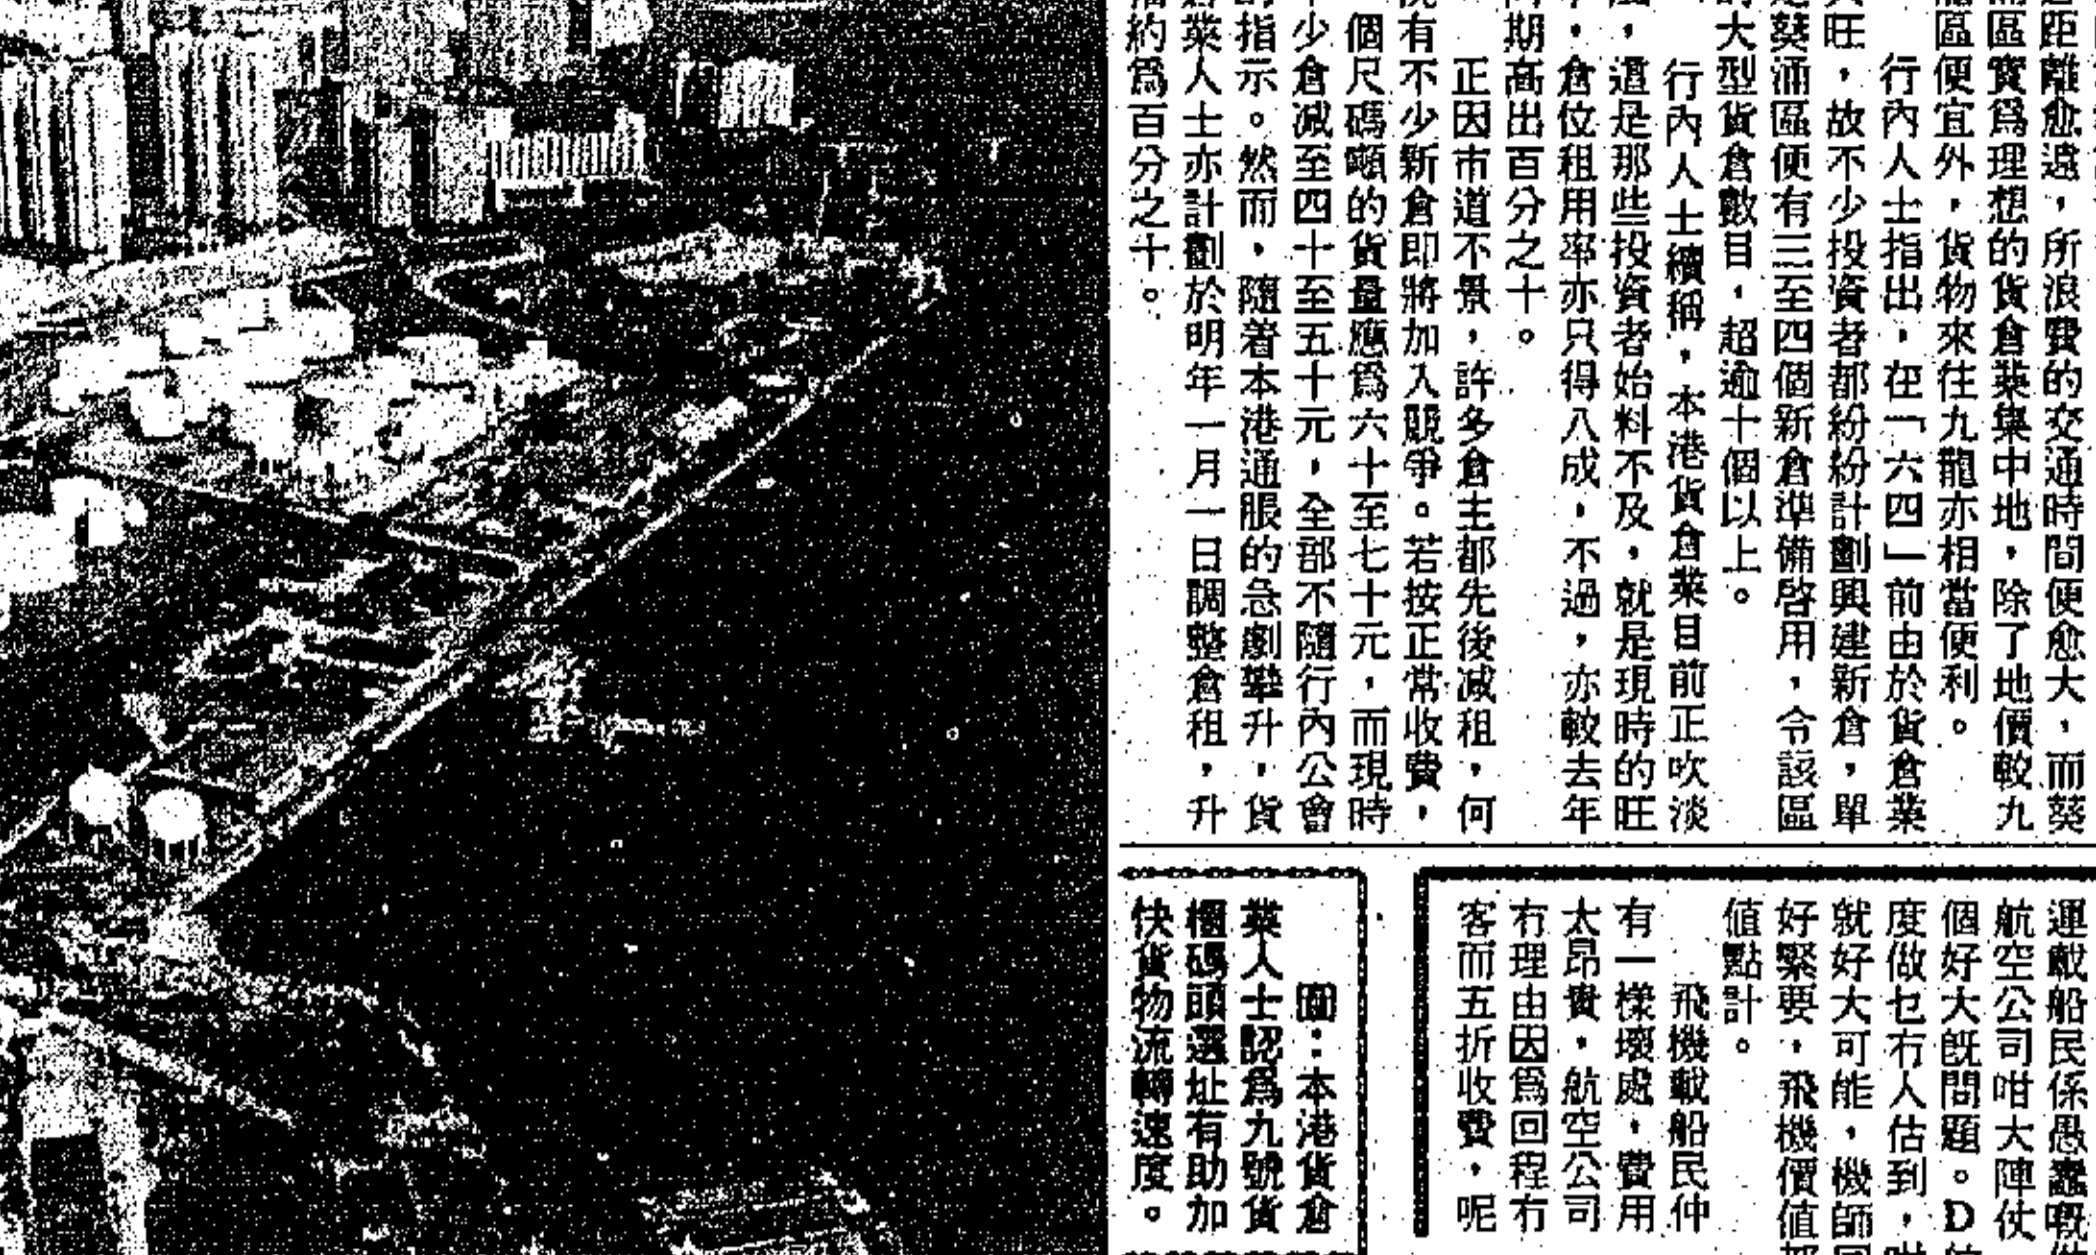 距離愈遠，所浪費的交通時間便愈大，而葵
涌區實爲理想的貨倉業集中地，除了地價較九
龍區便宜外，貨物來往九龍亦相當便利。
行內人士指出，在「六四」前由於貨倉業
興旺，故不少投資者都紛紛計劃興建新倉，單
是葵涌區便有三至四個新倉準備啓用，令該區
的大型貨倉數目，超逾十個以上。
行內人士續稱，本港貨倉業目前正吹淡
風，這是那些投資者始料不及，就是現時的旺
季，倉位租用率亦只得八成，不過，亦較去年
同期高出百分之十。
正因市道不景，許多倉主都先後減租，何
況有不少新倉即將加入競爭。若按正常收費，
個尺碼噸的貨量應爲六十至七十元，而現時
不少倉減至四十至五十元，全部不隨行內公會
的指示。然而，隨着本港通脹的急劇攀升，貨
倉業人士亦計劃於明年一月一日調整倉租，升
幅約爲百分之十。
運載船民係愚蠢嘅
航空公司咁大陣仗
個好大旣問題。D
度做乜冇人估到，
就好大可能，機師
好緊要，飛機價值
值點計。
飛機載船民仲
有一樣壞處，費用
太昂貴，航空公司
冇理由因爲回程冇
客而五折收費，呢
圖：本港貨倉
業人士認爲九號貨
櫃碼頭選址有助加
快貨物流轉速度。